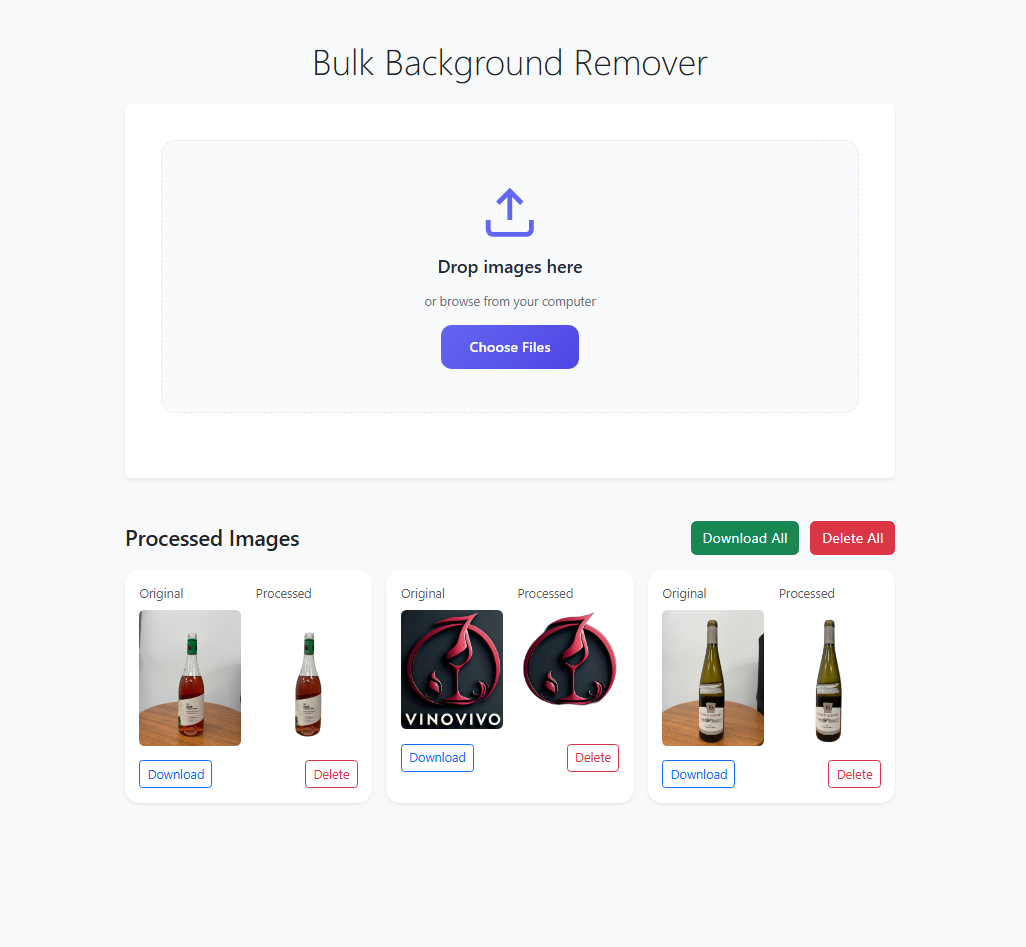 Bulk Background Remover
Drop images here
or browse from your computer
Choose Files
Processed Images
Download All
Delete All
Original
Processed
Original
Processed
Original
Processed
VINOVIVO
Download
Delete
Download
Delete
Download
Delete